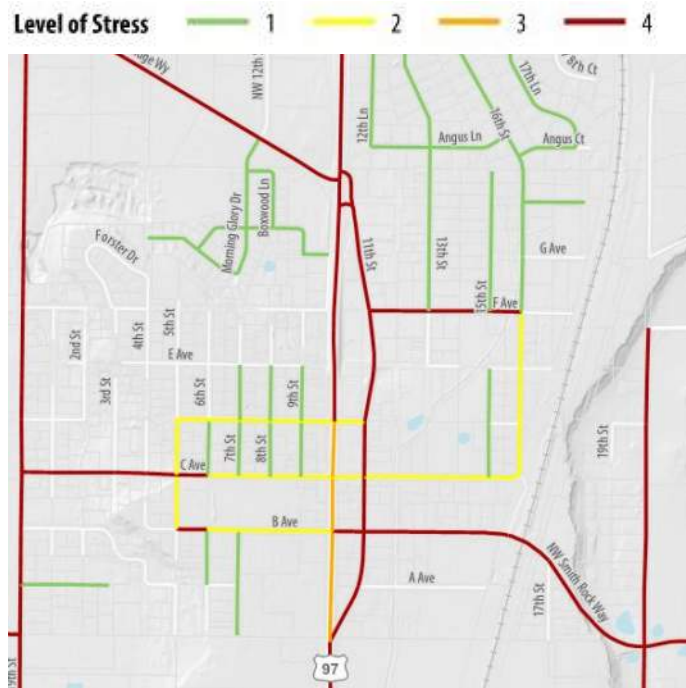 Level of Stress 1 2 3 4
NW 12th
12th Ln
17th Ln
16th St
Angus Ln
Angus Ct
Boxwood Ln
Morning Glory Dr
Forster Dr
11th St
13th St
G Ave
15th St
F Ave
2nd St
3rd St
4th St
5th St
E Ave
6th St
7th St
8th St
9th St
19th St
C Ave
B Ave
A Ave
NW Smith Rock Way
17th St
9th St
97